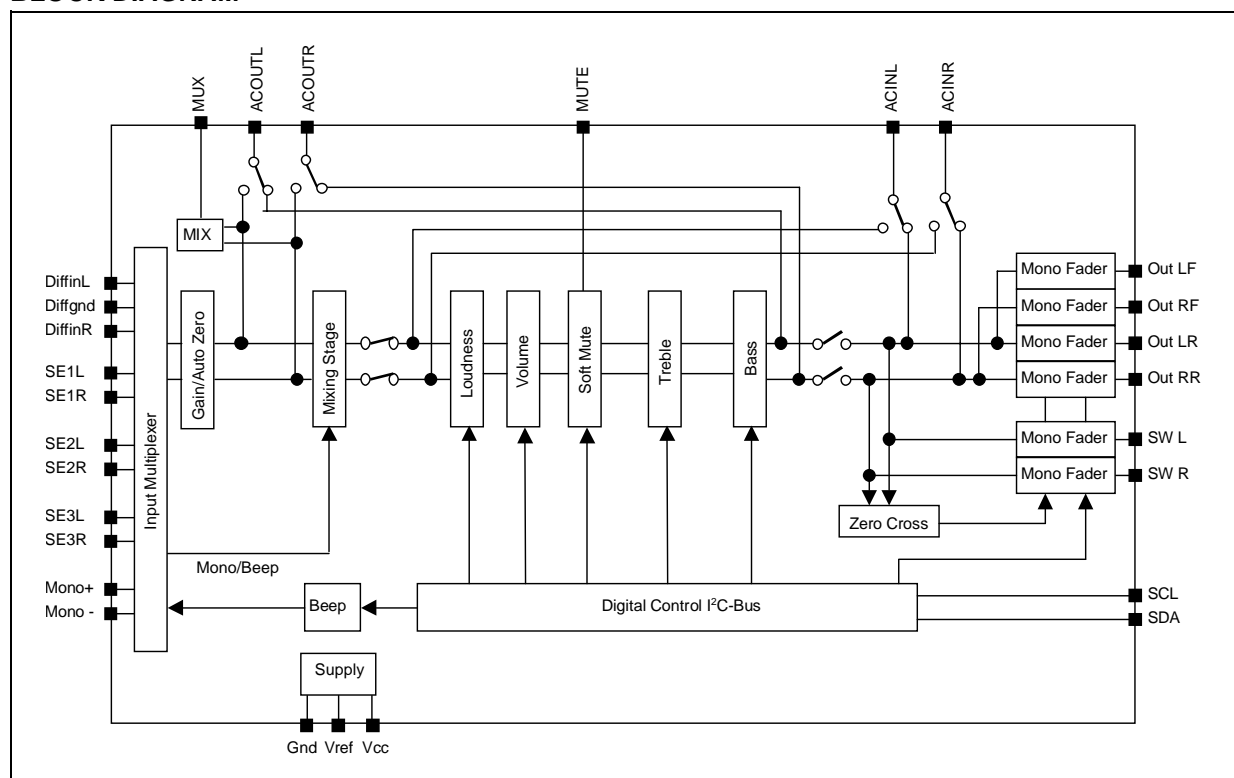 MUX
ACOUTL
ACOUTR
MUTE
ACINL
ACINR
MIX
DiffinL
Diffgnd
DiffinR
SE1L
SE1R
SE2L
SE2R
SE3L
SE3R
Mono+
Mono -
Input Multiplexer
Gain/Auto Zero
Mixing Stage
Loudness
Volume
Soft Mute
Treble
Bass
Mono Fader
Out LF
Mono Fader
Out RF
Mono Fader
Out LR
Mono Fader
Out RR
Mono Fader
SW L
Mono Fader
SW R
Zero Cross
Mono/Beep
Beep
Digital Control I²C-Bus
SCL
SDA
Supply
Gnd Vref Vcc